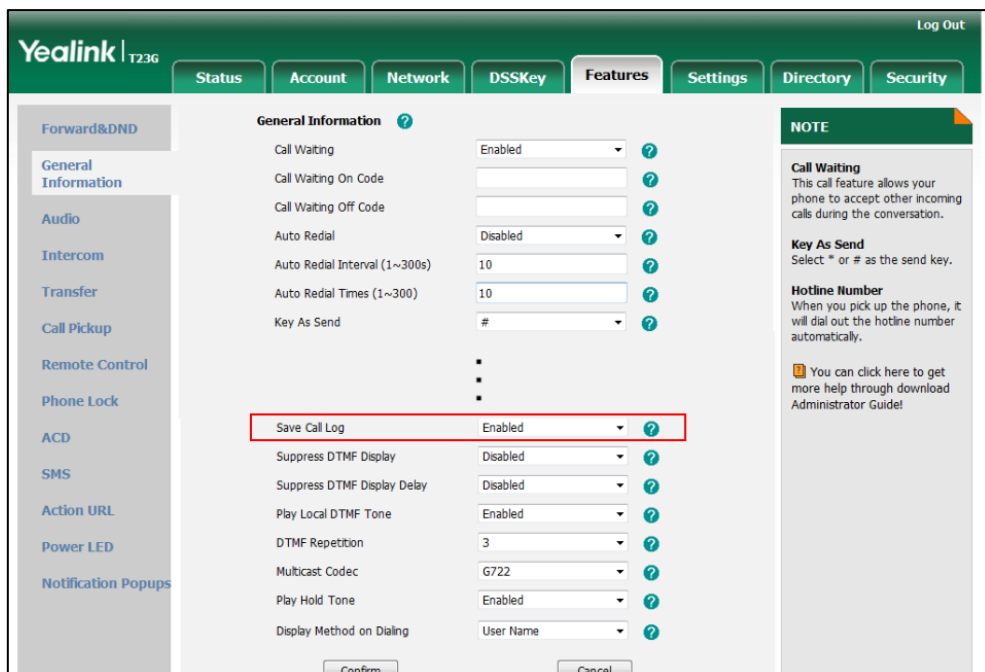 Log Out
Yealink T23G
Status Account Network DSSKey Features Settings Directory Security
Forward&DND
General
Information
Audio
Intercom
Transfer
Call Pickup
Remote Control
Phone Lock
ACD
SMS
Action URL
Power LED
Notification Popups
General Information ?
Call Waiting Enabled ?
Call Waiting On Code ?
Call Waiting Off Code ?
Auto Redial Disabled ?
Auto Redial Interval (1~300s) 10 ?
Auto Redial Times (1~300) 10 ?
Key As Send # ?
Save Call Log Enabled ?
Suppress DTMF Display Disabled ?
Suppress DTMF Display Delay Disabled ?
Play Local DTMF Tone Enabled ?
DTMF Repetition 3 ?
Multicast Codec G722 ?
Play Hold Tone Enabled ?
Display Method on Dialing User Name ?
Confirm Cancel
NOTE
Call Waiting
This call feature allows your
phone to accept other incoming
calls during the conversation.
Key As Send
Select * or # as the send key.
Hotline Number
When you pick up the phone, it
will dial out the hotline number
automatically.
? You can click here to get
more help through download
Administrator Guide!